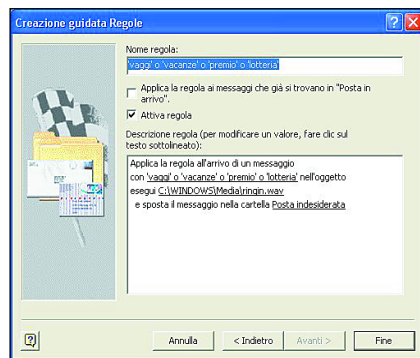 Creazione guidata Regole
Nome regola:
'vaggi' o 'vacanze' o 'premio' o 'lotteria'
Applica la regola ai messaggi che già si trovano in "Posta in
arrivo".
Attiva regola
Descrizione regola (per modificare un valore, fare clic sul
testo sottolineato):
Applica la regola all'arrivo di un messaggio
con 'vaggi' o 'vacanze' o 'premio' o 'lotteria' nell'oggetto
esegui C:\WINDOWS\Media\ringin.wav
e sposta il messaggio nella cartella Posta indesiderata
Annulla
< Indietro
Avanti >
Fine